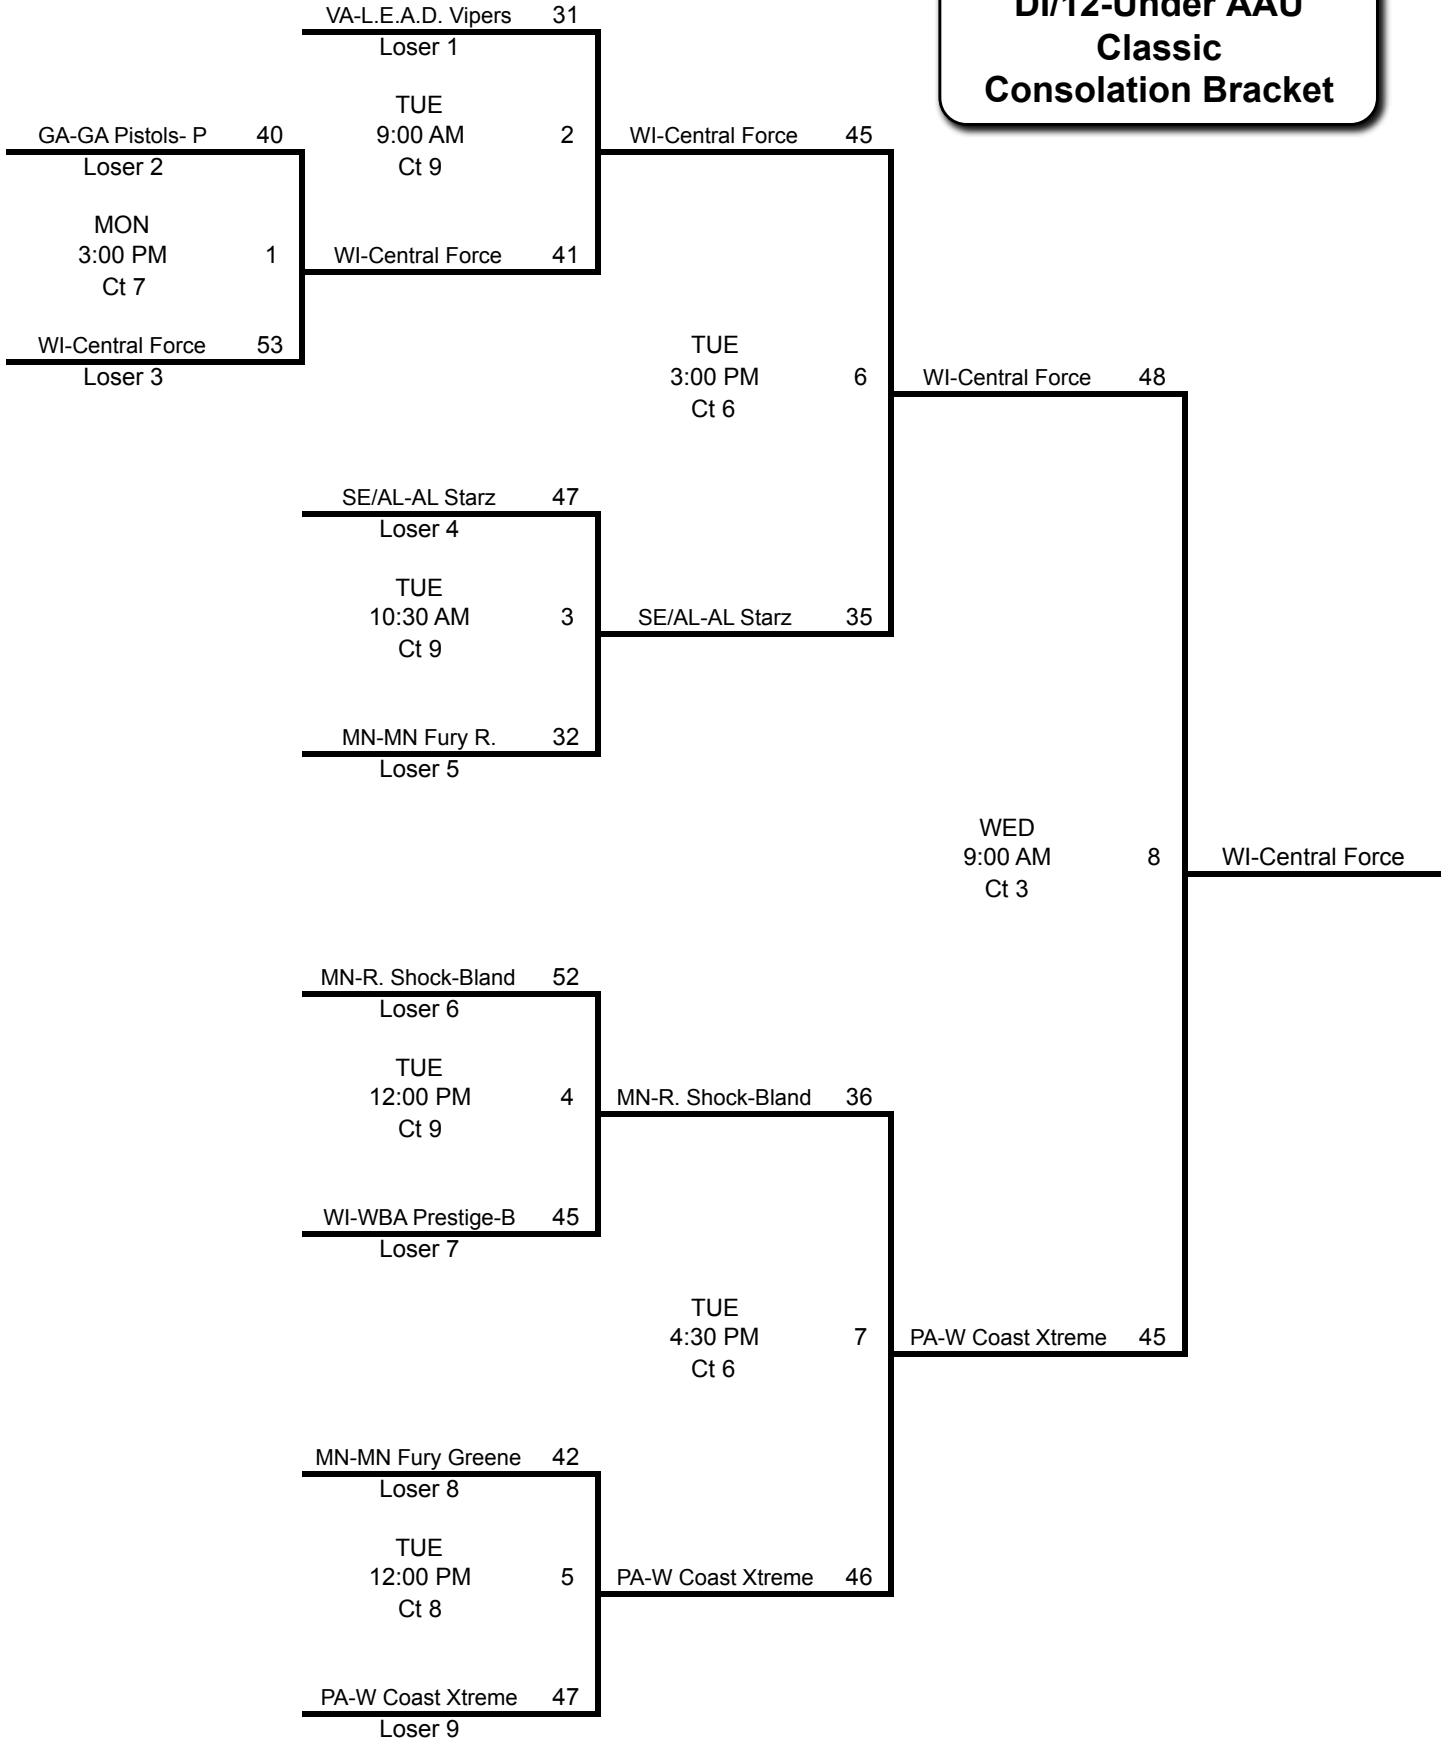 DI/12-Under AAU
Classic
Consolation Bracket
VA-L.E.A.D. Vipers 31
Loser 1
TUE
9:00 AM 2
Ct 9
GA-GA Pistols- P 40
Loser 2
MON
3:00 PM 1
Ct 7
WI-Central Force 53
Loser 3
WI-Central Force 41
WI-Central Force 45
TUE
3:00 PM 6
Ct 6
WI-Central Force 48
SE/AL-AL Starz 47
Loser 4
TUE
10:30 AM 3
Ct 9
SE/AL-AL Starz 35
MN-MN Fury R. 32
Loser 5
WED
9:00 AM 8
Ct 3
WI-Central Force
MN-R. Shock-Bland 52
Loser 6
TUE
12:00 PM 4
Ct 9
MN-R. Shock-Bland 36
WI-WBA Prestige-B 45
Loser 7
TUE
4:30 PM 7
Ct 6
PA-W Coast Xtreme 45
MN-MN Fury Greene 42
Loser 8
TUE
12:00 PM 5
Ct 8
PA-W Coast Xtreme 46
PA-W Coast Xtreme 47
Loser 9